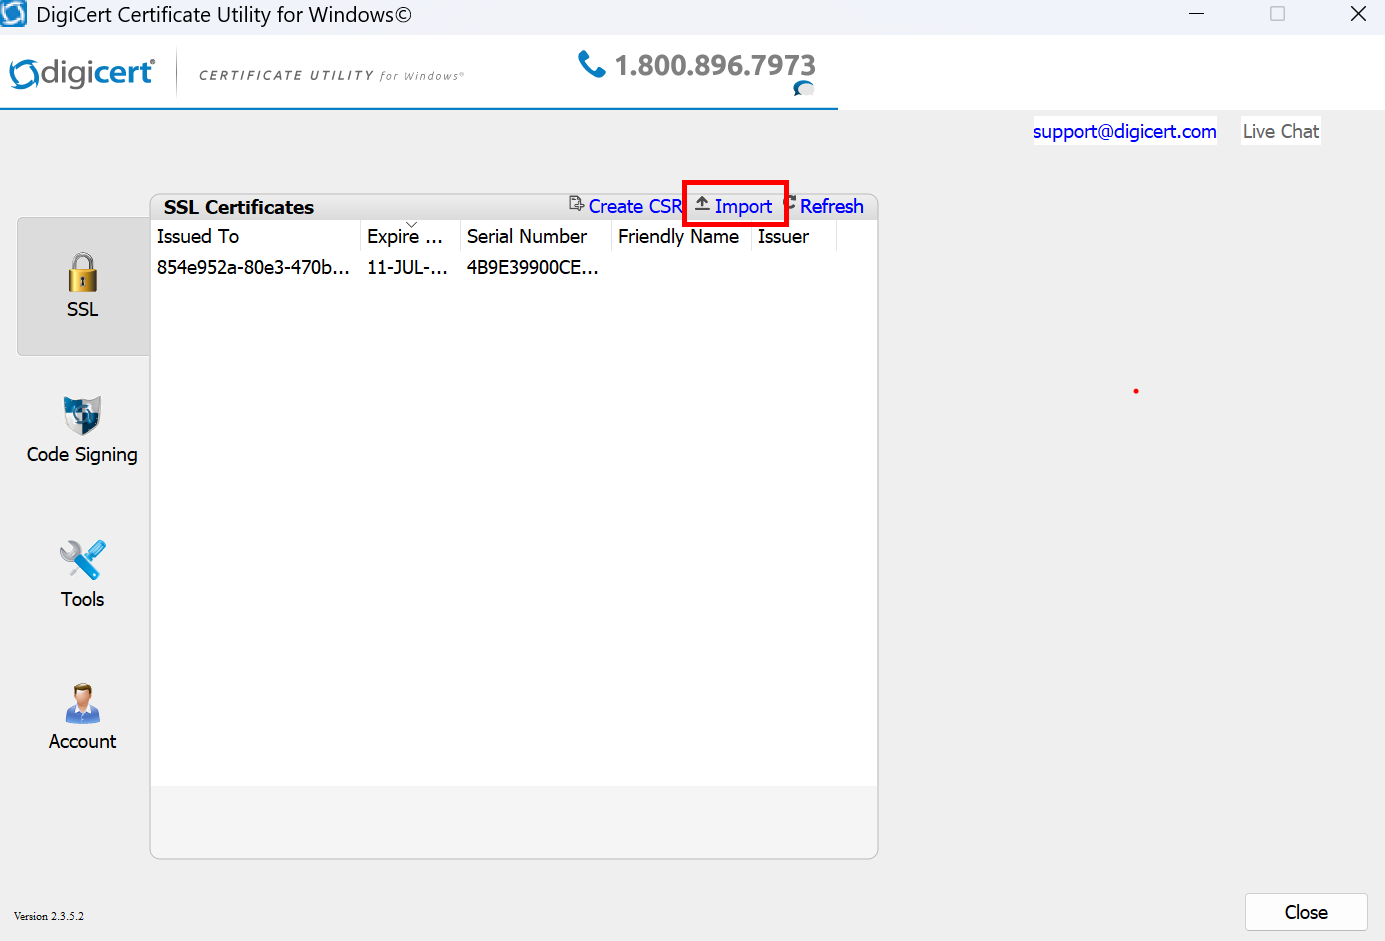 DigiCert Certificate Utility for Windows©
digicert® CERTIFICATE UTILITY for Windows® 1.800.896.7973
support@digicert.com Live Chat
SSL Certificates Create CSR Import Refresh
Issued To Expire ... Serial Number Friendly Name Issuer
854e952a-80e3-470b... 11-JUL-... 4B9E39900CE...
SSL
Code Signing
Tools
Account
Version 2.3.5.2
Close